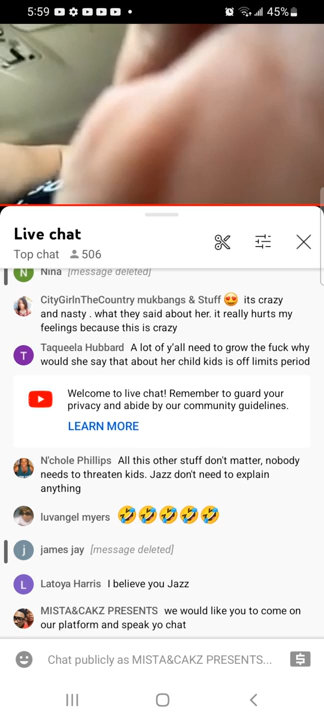 5:59
45%
Live chat
Top chat 506
Nina [message deleted]
CityGirlnTheCountry mukbangs & Stuff 😍 its crazy
and nasty . what they said about her. it really hurts my
feelings because this is crazy
T Taqueela Hubbard A lot of y'all need to grow the fuck why
would she say that about her child kids is off limits period
Welcome to live chat! Remember to guard your
privacy and abide by our community guidelines.
LEARN MORE
N'chole Phillips All this other stuff don't matter, nobody
needs to threaten kids. Jazz don't need to explain
anything
luvangel myers 🤣🤣🤣🤣🤣
j james jay [message deleted]
L Latoya Harris I believe you Jazz
MISTA&CAKZ PRESENTS we would like you to come on
our platform and speak yo chat
Chat publicly as MISTA&CAKZ PRESENTS...
$